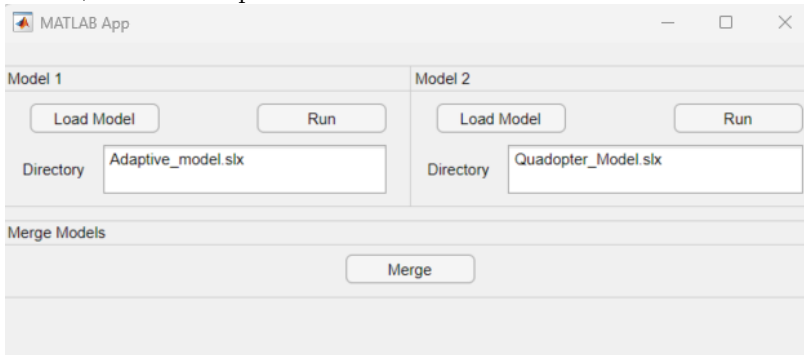 MATLAB App
Model 1
Model 2
Load Model
Run
Load Model
Run
Directory
Adaptive_model.slx
Directory
Quadopter_Model.slx
Merge Models
Merge